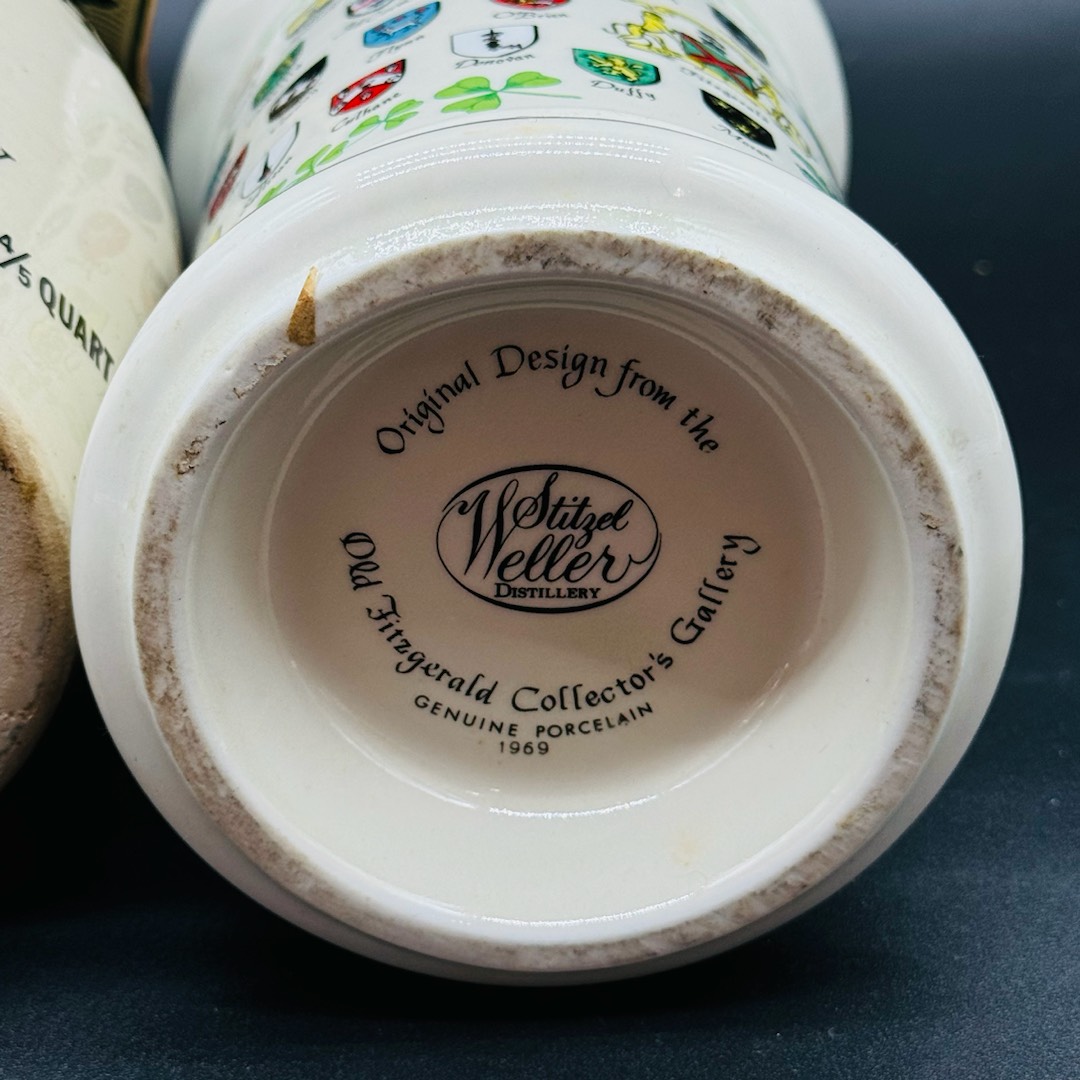 O'Brien
Flynn
Donovan
Duffy
Fitzgerald
4/5 QUART
Original Design from the
Stitzel
Weller
DISTILLERY
Old Fitzgerald Collector's Gallery
GENUINE PORCELAIN
1969